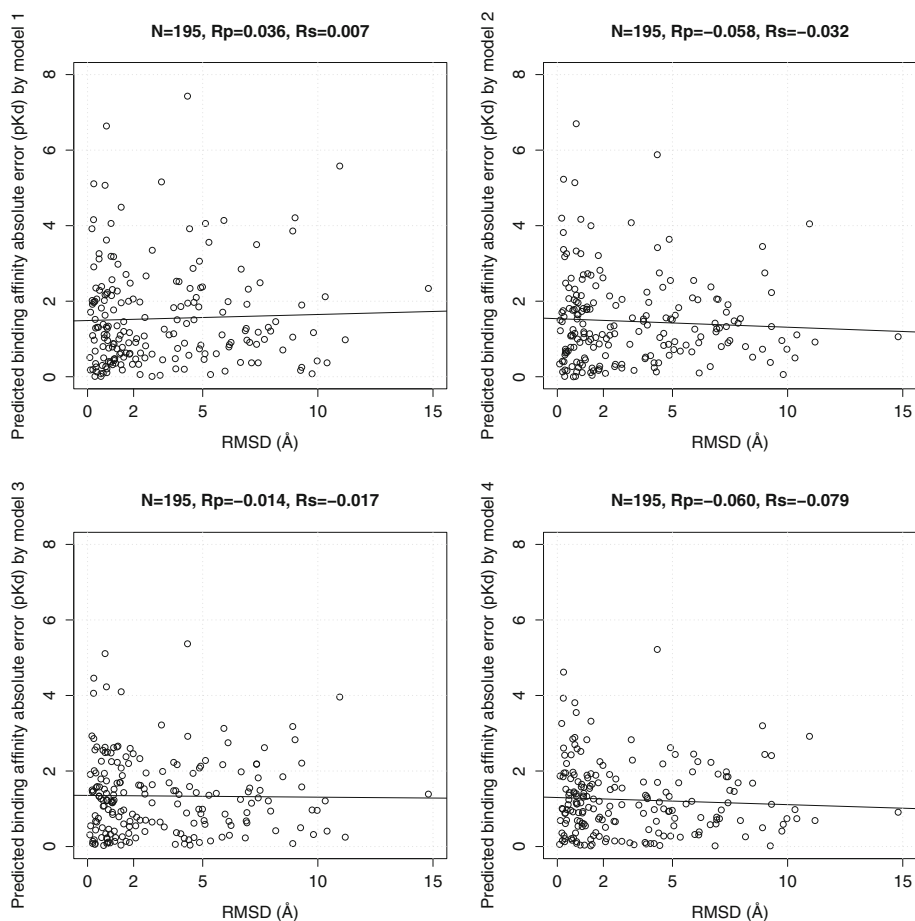 N=195, Rp=0.036, Rs=0.007
Predicted binding affinity absolute error (pKd) by model 1
8
6
4
2
0
0 2 5 10 15
RMSD (Å)
N=195, Rp=−0.058, Rs=−0.032
Predicted binding affinity absolute error (pKd) by model 2
8
6
4
2
0
0 2 5 10 15
RMSD (Å)
N=195, Rp=−0.014, Rs=−0.017
Predicted binding affinity absolute error (pKd) by model 3
8
6
4
2
0
0 2 5 10 15
RMSD (Å)
N=195, Rp=−0.060, Rs=−0.079
Predicted binding affinity absolute error (pKd) by model 4
8
6
4
2
0
0 2 5 10 15
RMSD (Å)